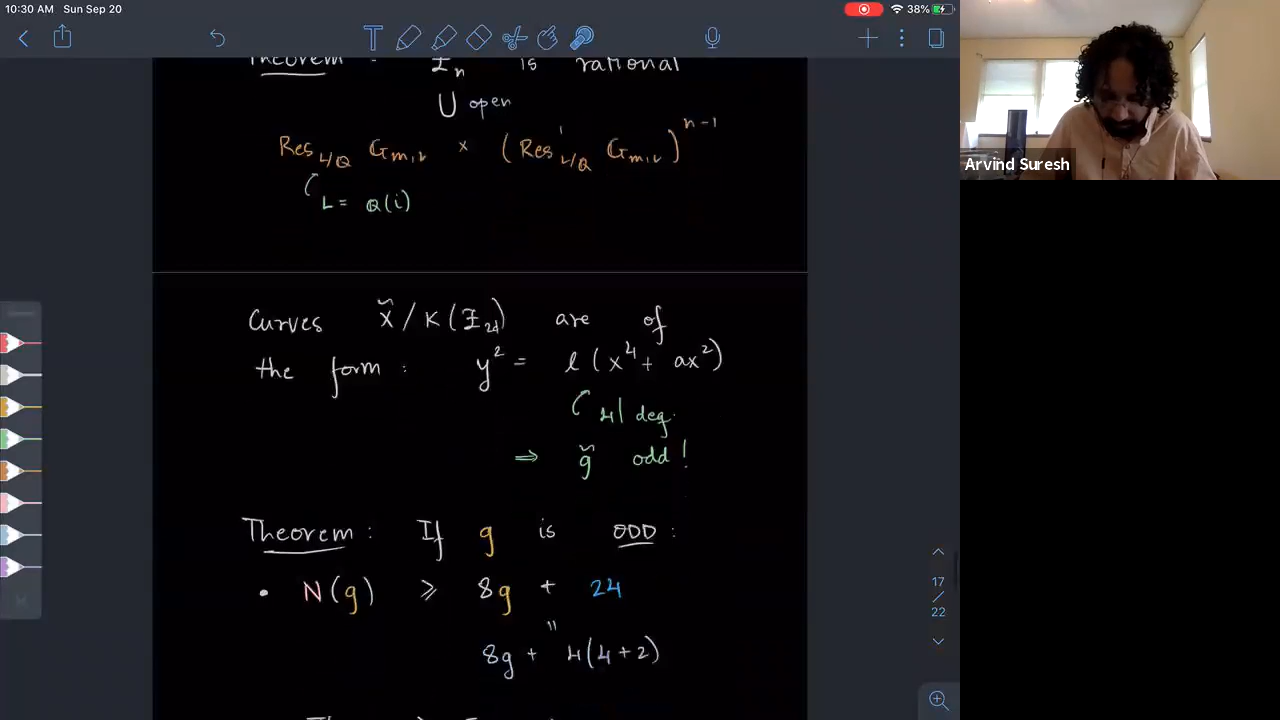 10:30 AM Sun Sep 20
38%
Theorem : Σ_n is rational
∪ open
Res_{L/Q} G_{m,L} × (Res^1_{L/Q} G_{m,L})^{n-1}
L = Q(i)
Arvind Suresh
Curves X̃ / K( are of
the form : y² = l(x⁴ + ax²)
4| deg.
⇒ g̃ odd !
Theorem : If g is ODD :
• N(g) ⩾ 8g + 24
"
8g + 4(4+2)
17
/
22